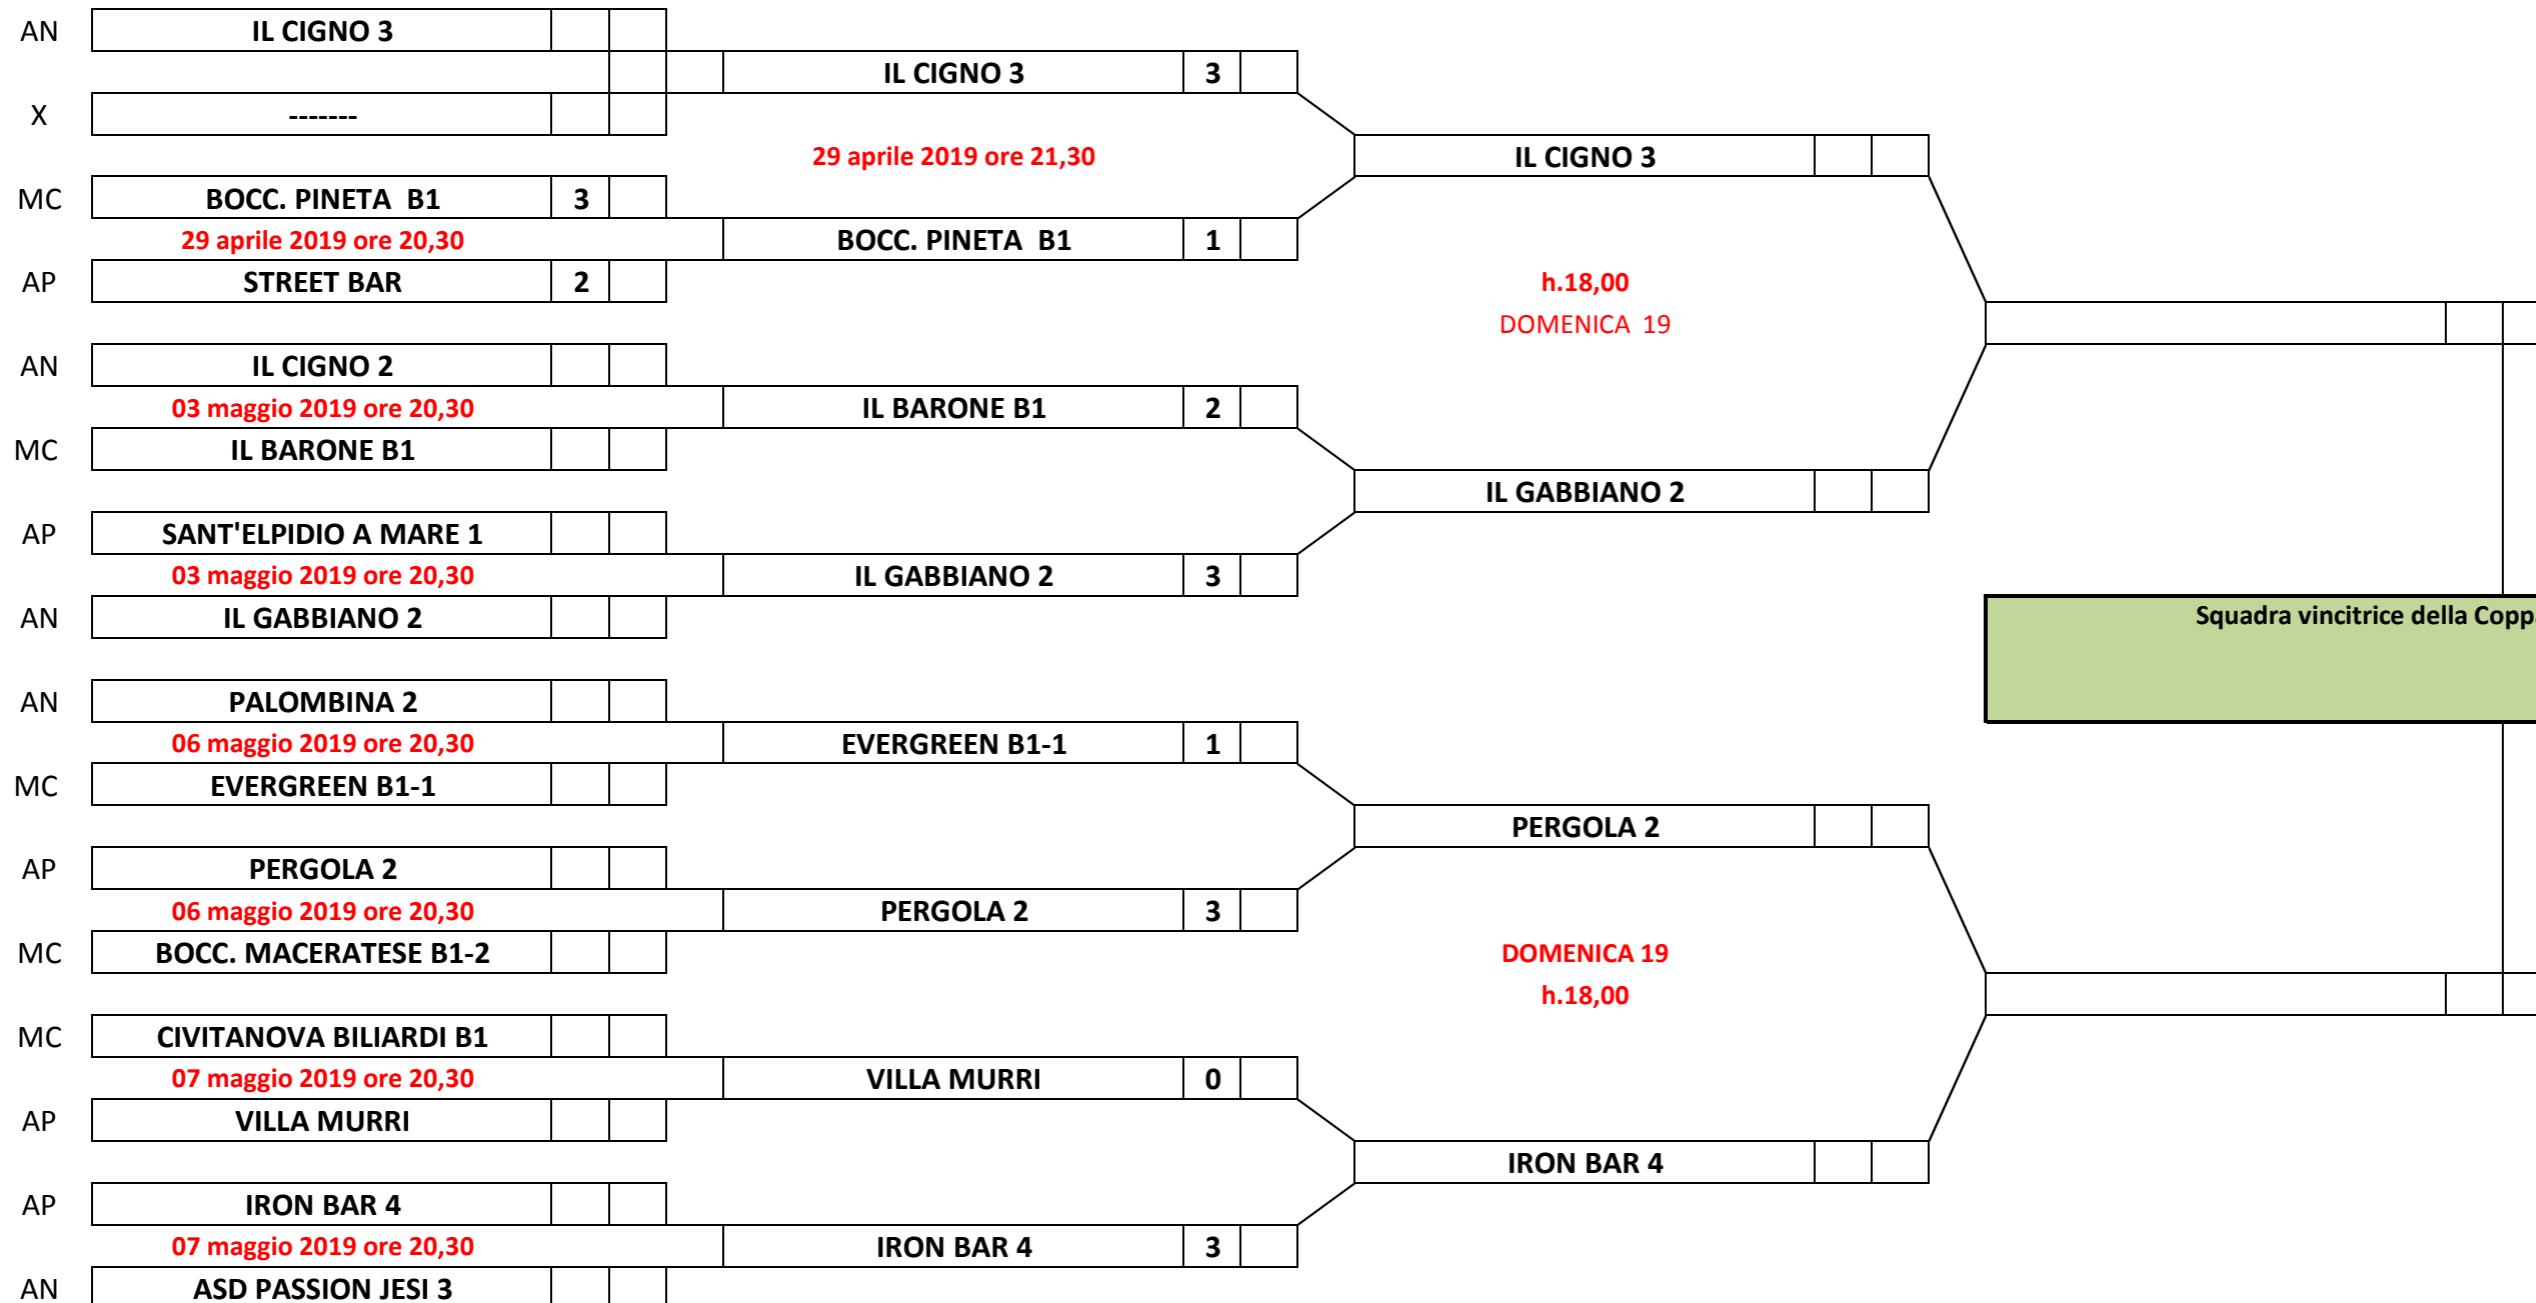 AN IL CIGNO 3
IL CIGNO 3 3
X -------
29 aprile 2019 ore 21,30 IL CIGNO 3
MC BOCC. PINETA B1 3
29 aprile 2019 ore 20,30 BOCC. PINETA B1 1
AP STREET BAR 2 h.18,00
DOMENICA 19
AN IL CIGNO 2
03 maggio 2019 ore 20,30 IL BARONE B1 2
MC IL BARONE B1
IL GABBIANO 2
AP SANT'ELPIDIO A MARE 1
03 maggio 2019 ore 20,30 IL GABBIANO 2 3
AN IL GABBIANO 2 Squadra vincitrice della Copp
AN PALOMBINA 2
06 maggio 2019 ore 20,30 EVERGREEN B1-1 1
MC EVERGREEN B1-1
PERGOLA 2
AP PERGOLA 2
06 maggio 2019 ore 20,30 PERGOLA 2 3
MC BOCC. MACERATESE B1-2 DOMENICA 19
h.18,00
MC CIVITANOVA BILIARDI B1
07 maggio 2019 ore 20,30 VILLA MURRI 0
AP VILLA MURRI
IRON BAR 4
AP IRON BAR 4
07 maggio 2019 ore 20,30 IRON BAR 4 3
AN ASD PASSION JESI 3